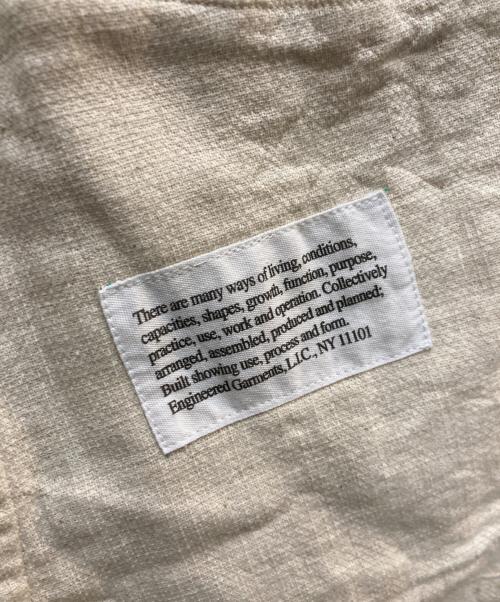 There are many ways of living, conditions,
capacities, shapes, growth, function, purpose,
practice, use, work and operation. Collectively
arranged, assembled, produced and planned;
Built showing use, process and form.
Engineered Garments, L.I.C., NY 11101